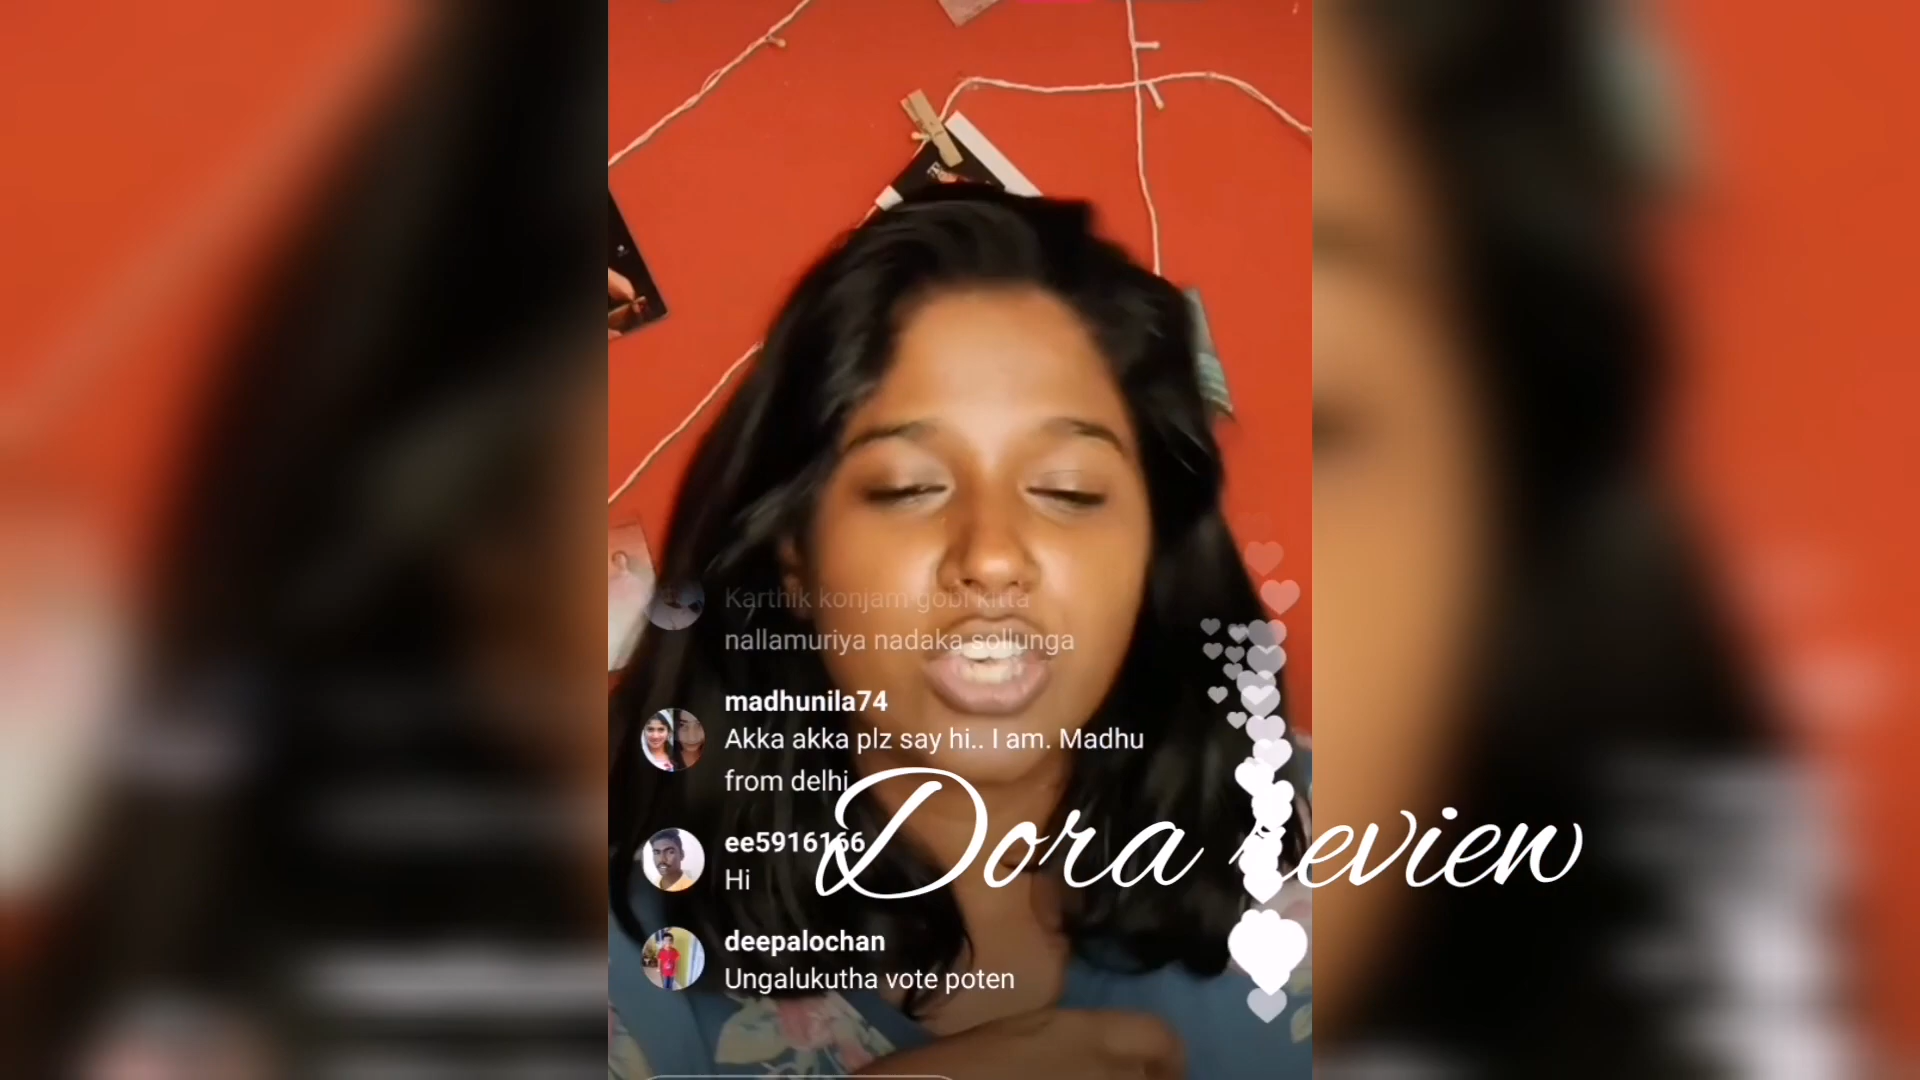 Karthik konjam gobi kitta
nallamuriya nadaka sollunga
madhunila74
Akka akka plz say hi.. I am. Madhu
from delhi
ee5916166
Hi
Dora review
deepalochan
Ungalukutha vote poten